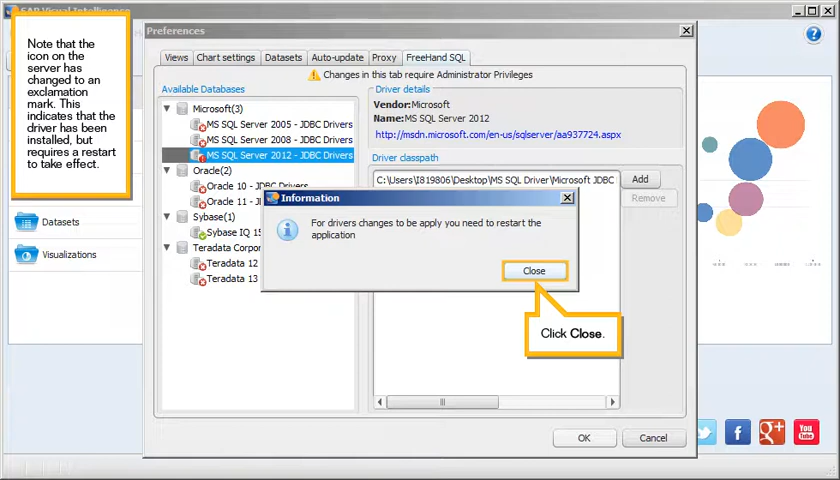 SAP Visual Intelligence
Note that the
icon on the
server has
changed to an
exclamation
mark. This
indicates that the
driver has been
installed, but
requires a restart
to take effect.
Preferences
Views
Chart settings
Datasets
Auto-update
Proxy
FreeHand SQL
Changes in this tab require Administrator Privileges
Available Databases
Microsoft(3)
MS SQL Server 2005 - JDBC Drivers
MS SQL Server 2008 - JDBC Drivers
MS SQL Server 2012 - JDBC Drivers
Oracle(2)
Oracle 10 - JDBC Drivers
Oracle 11 - JDBC
Sybase(1)
Sybase IQ 15
Teradata Corpor
Teradata 12
Teradata 13
Driver details
Vendor:Microsoft
Name:MS SQL Server 2012
http://msdn.microsoft.com/en-us/sqlserver/aa937724.aspx
Driver classpath
C:\Users\I819806\Desktop\MS SQL Driver\Microsoft JDBC
Add
Remove
Information
For drivers changes to be apply you need to restart the
application
Close
Click Close.
Datasets
Visualizations
OK
Cancel
You
Tube